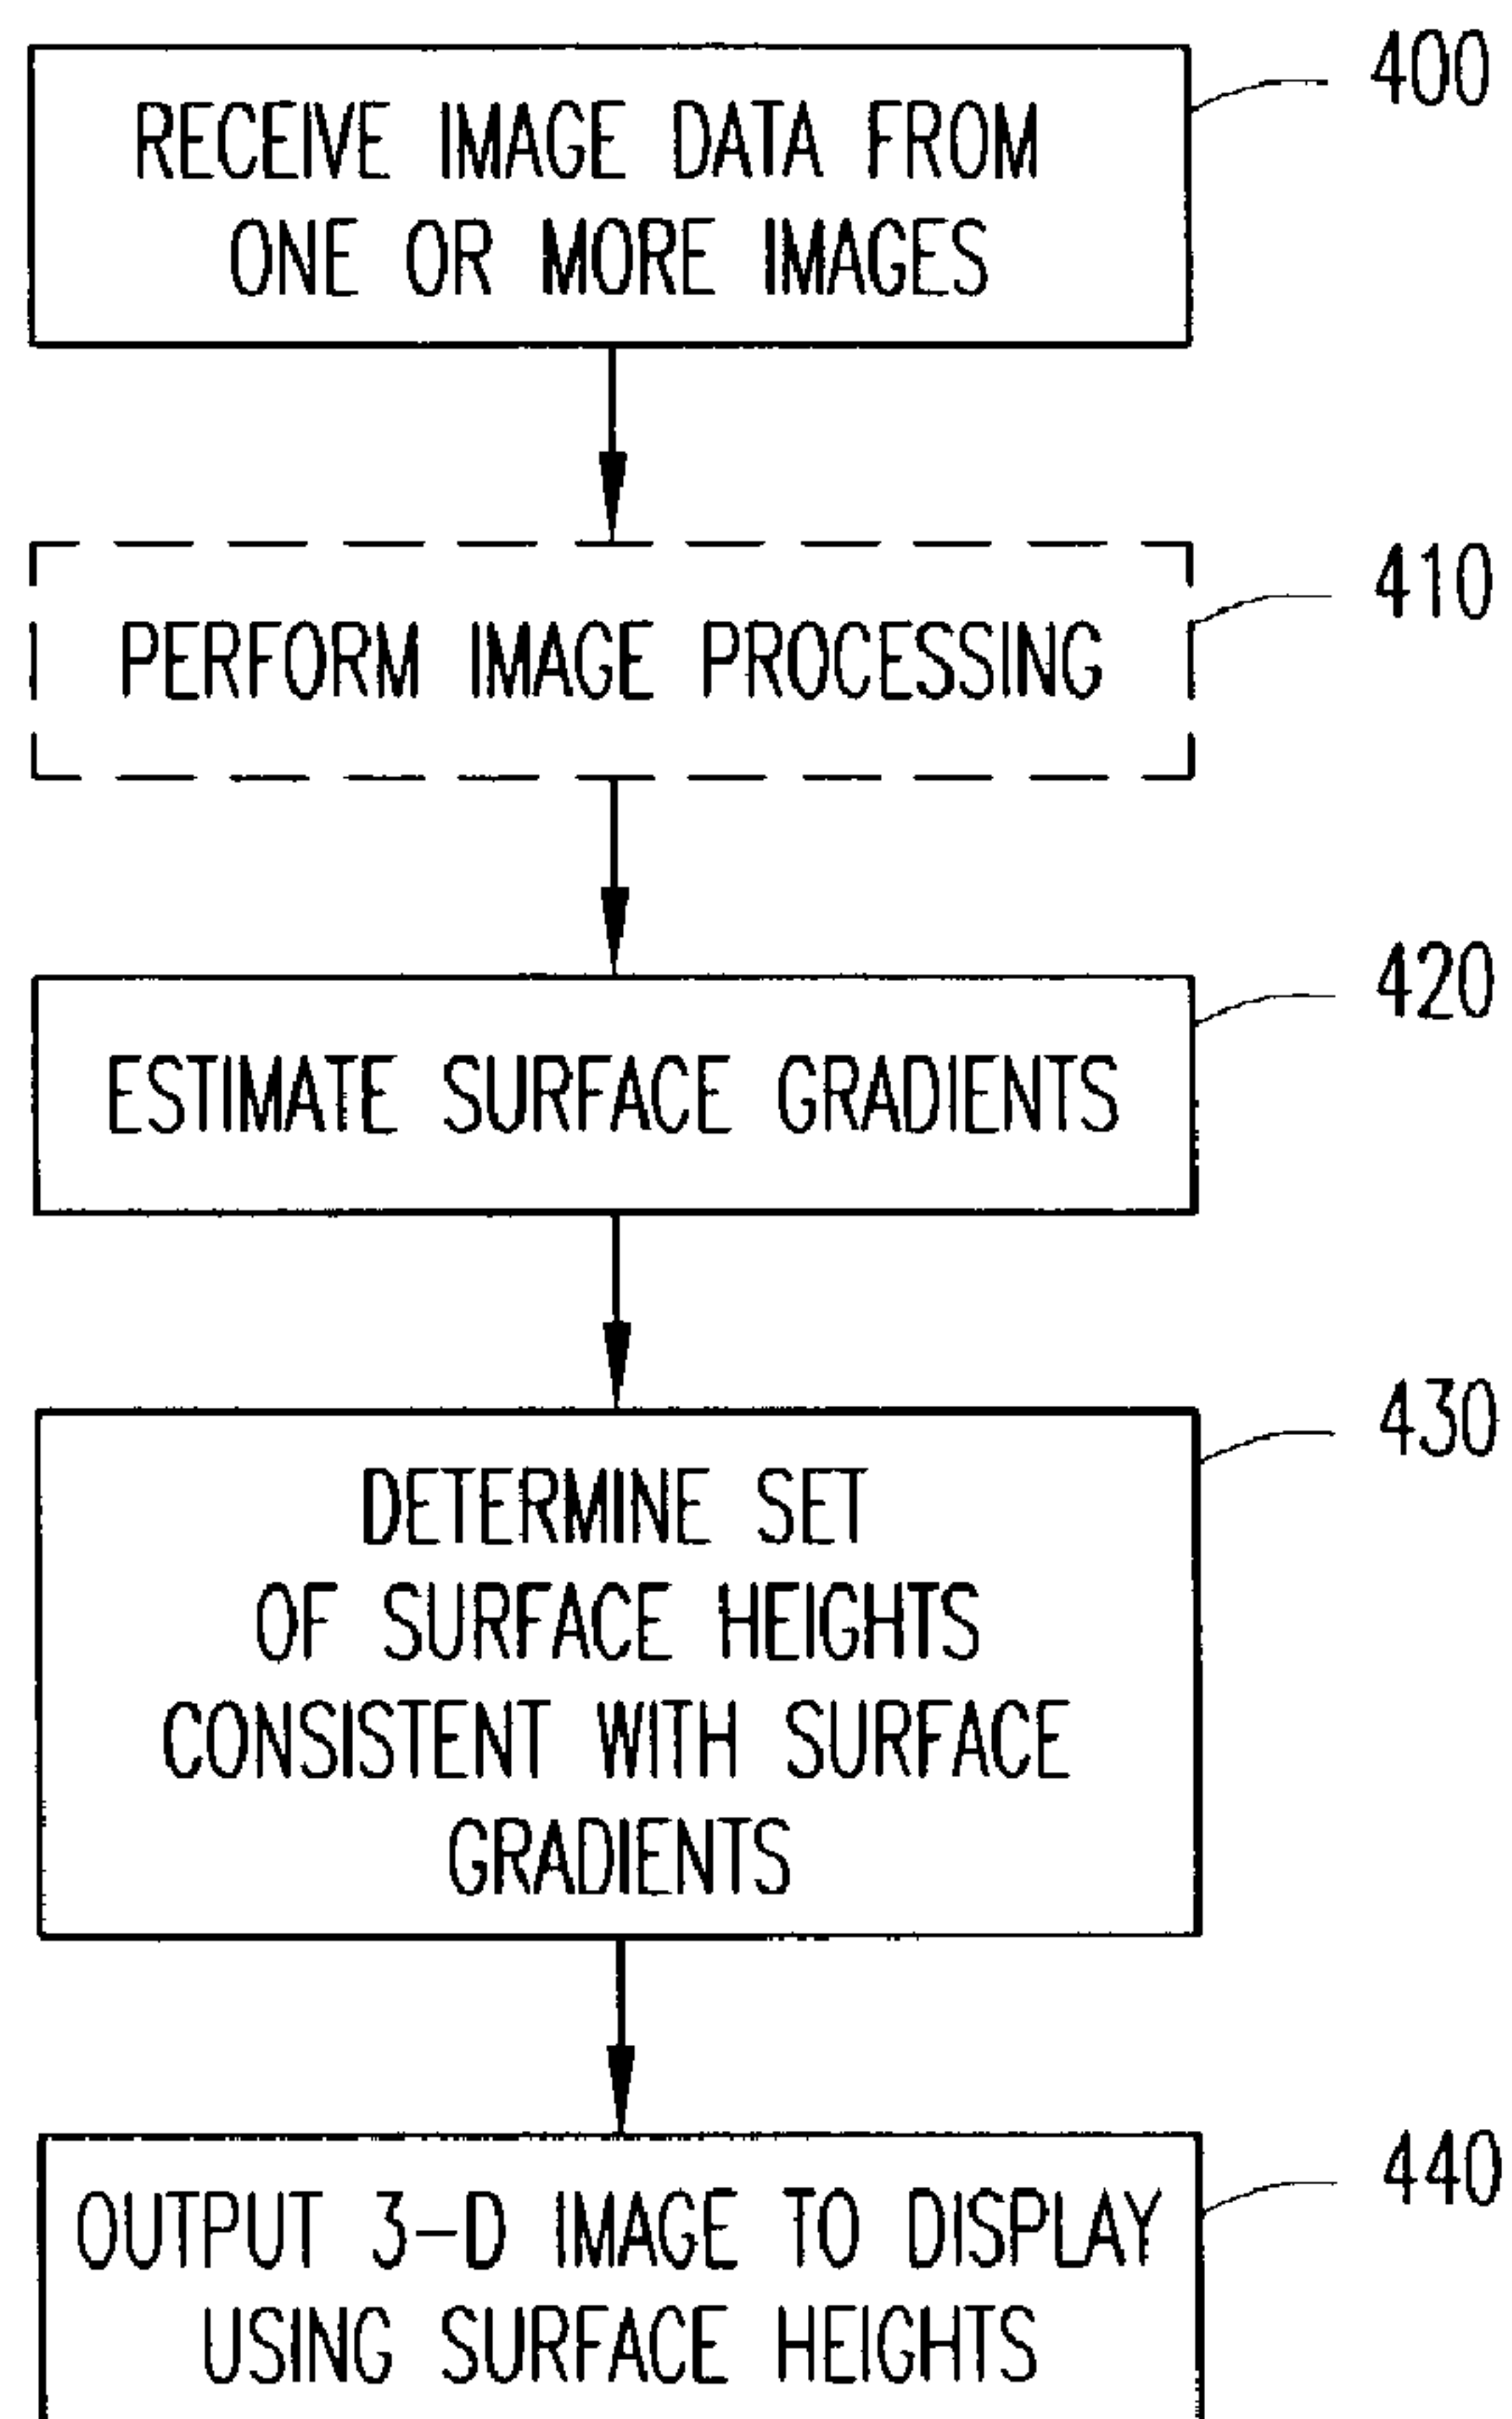 RECEIVE IMAGE DATA FROM
ONE OR MORE IMAGES
400
PERFORM IMAGE PROCESSING
410
ESTIMATE SURFACE GRADIENTS
420
DETERMINE SET
OF SURFACE HEIGHTS
CONSISTENT WITH SURFACE
GRADIENTS
430
OUTPUT 3-D IMAGE TO DISPLAY
USING SURFACE HEIGHTS
440